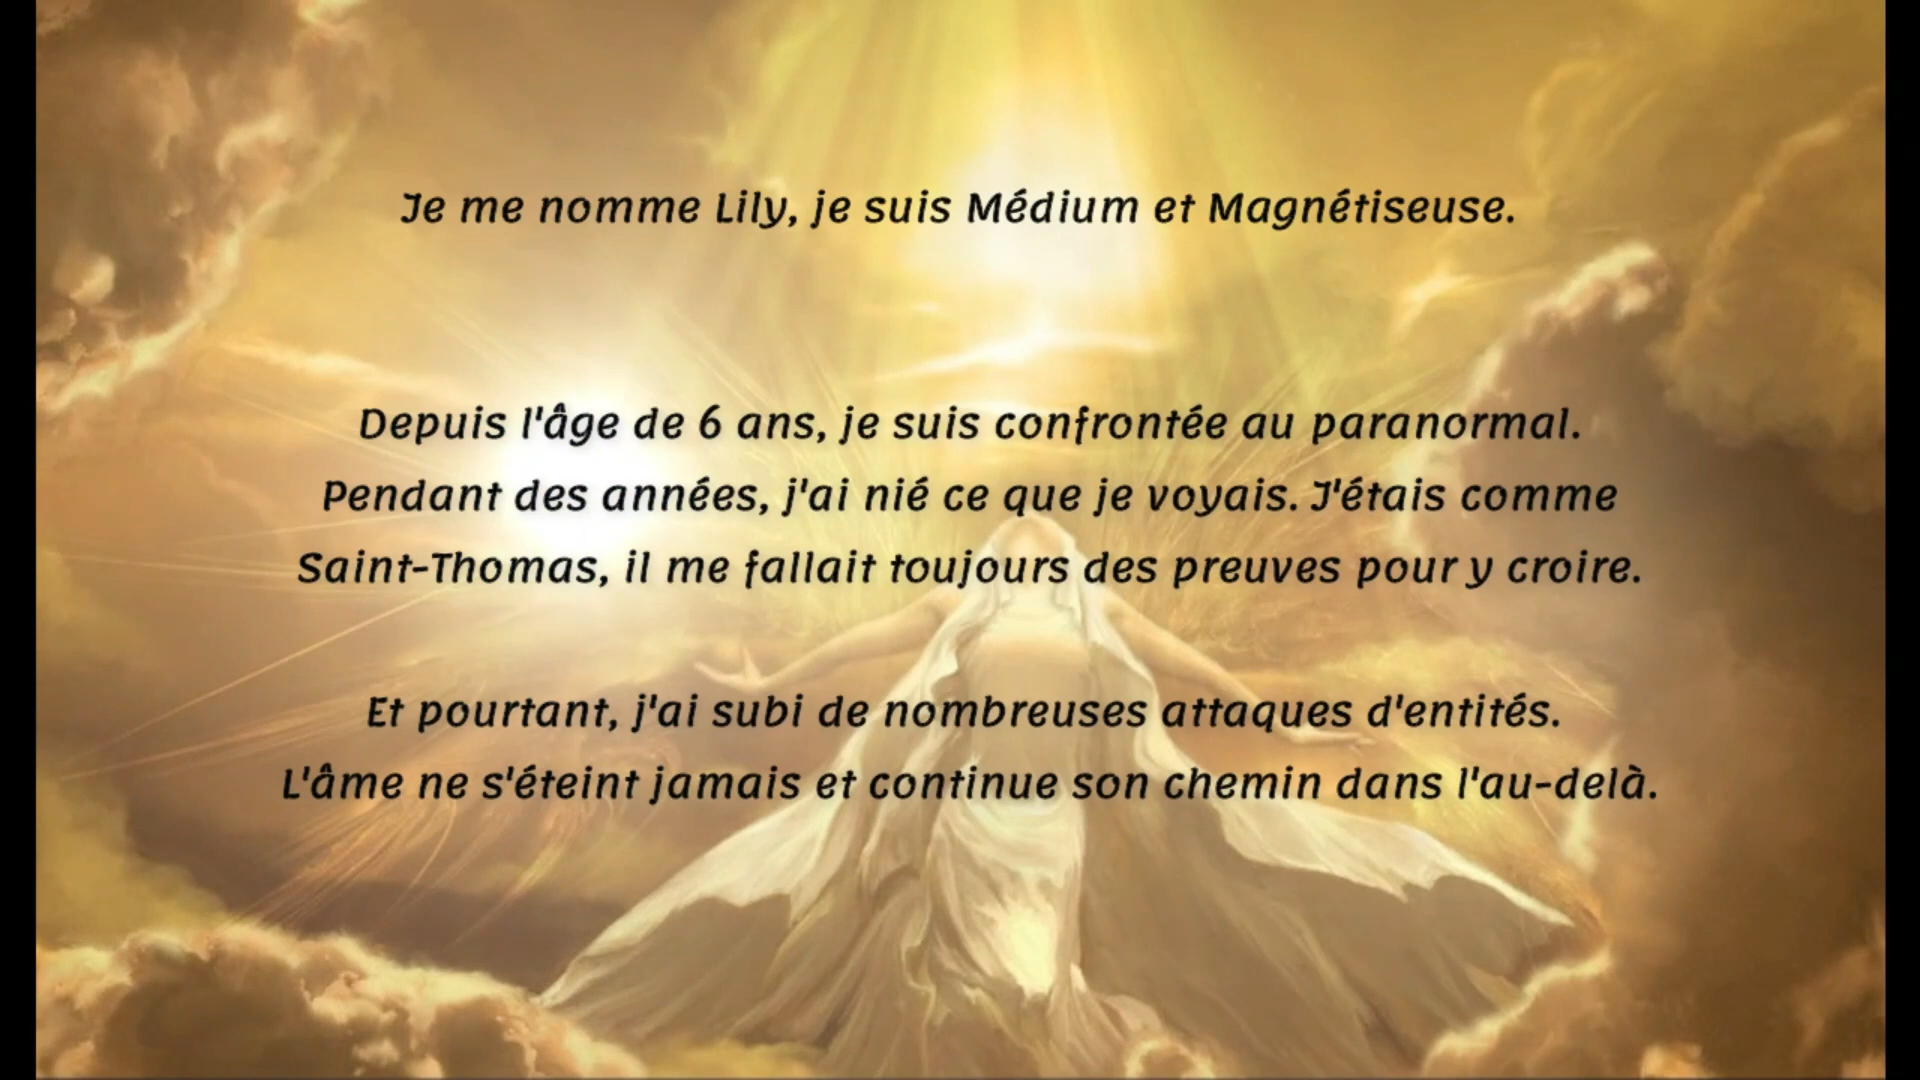 Je me nomme Lily, je suis Médium et Magnétiseuse.
Depuis l'âge de 6 ans, je suis confrontée au paranormal.
Pendant des années, j'ai nié ce que je voyais. J'étais comme
Saint-Thomas, il me fallait toujours des preuves pour y croire.
Et pourtant, j'ai subi de nombreuses attaques d'entités.
L'âme ne s'éteint jamais et continue son chemin dans l'au-delà.